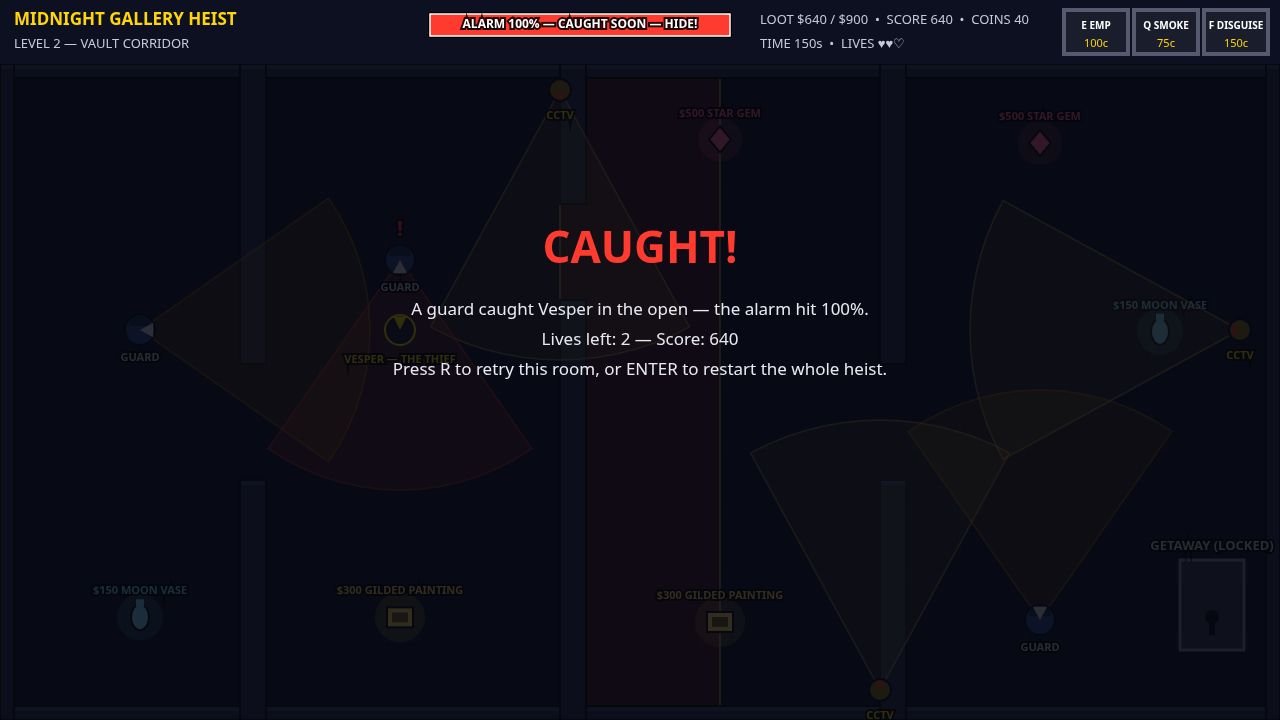 MIDNIGHT GALLERY HEIST
LEVEL 2 — VAULT CORRIDOR
ALARM 100% — CAUGHT SOON — HIDE!
LOOT $640 / $900 • SCORE 640 • COINS 40
TIME 150s • LIVES ♥♥♡
E EMP
100c
Q SMOKE
75c
F DISGUISE
150c
CCTV
$500 STAR GEM
$500 STAR GEM
!
GUARD
GUARD
VESPER — THE THIEF
CAUGHT!
A guard caught Vesper in the open — the alarm hit 100%.
Lives left: 2 — Score: 640
Press R to retry this room, or ENTER to restart the whole heist.
$150 MOON VASE
CCTV
GETAWAY (LOCKED)
$150 MOON VASE
$300 GILDED PAINTING
$300 GILDED PAINTING
GUARD
CCTV